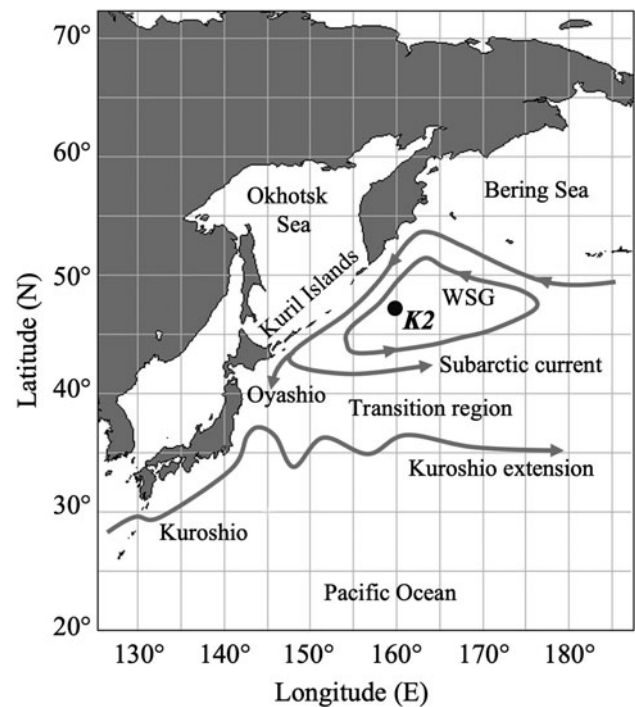 70°
60°
50°
40°
30°
20°
Latitude (N)
130°
140°
150°
160°
170°
180°
Longitude (E)
Okhotsk
Sea
Bering Sea
Kuril Islands
WSG
K2
Subarctic current
Oyashio
Transition region
Kuroshio extension
Kuroshio
Pacific Ocean